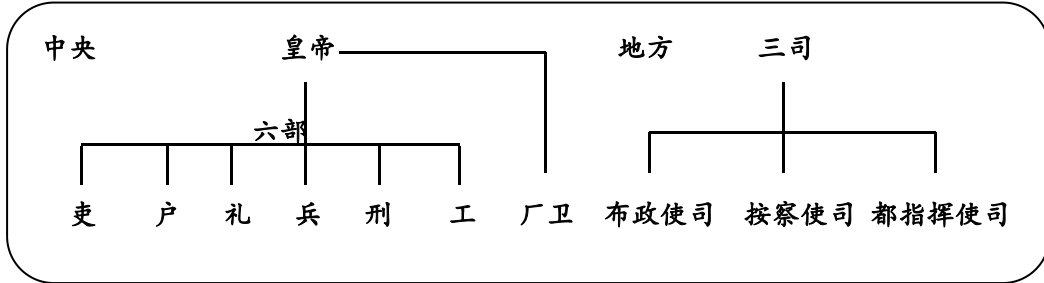 中央 皇帝 地方 三司
六部
吏 户 礼 兵 刑 工 厂卫 布政使司 按察使司 都指挥使司